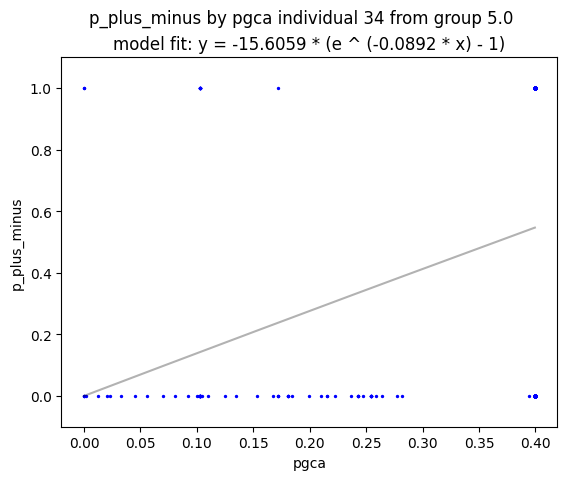 p_plus_minus by pgca individual 34 from group 5.0
model fit: y = -15.6059 * (e ^ (-0.0892 * x) - 1)
1.0
0.8
0.6
0.4
0.2
0.0
p_plus_minus
0.00 0.05 0.10 0.15 0.20 0.25 0.30 0.35 0.40
pgca